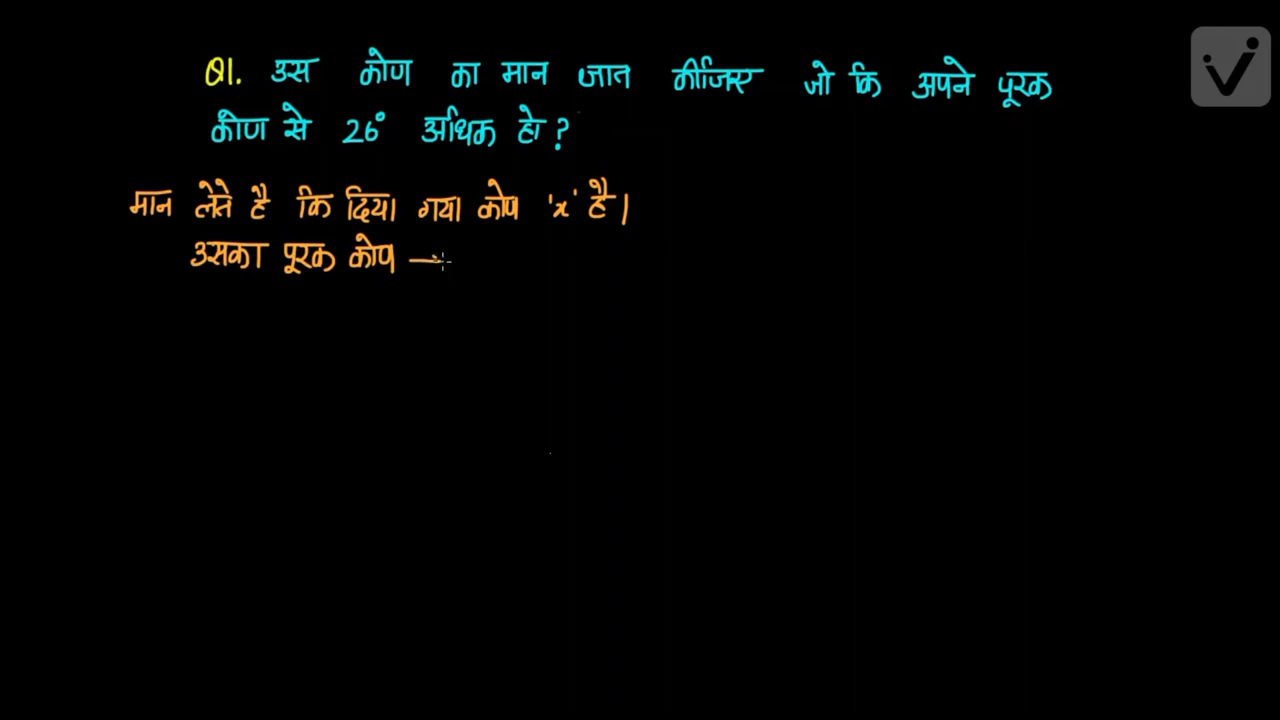 Q1. उस कोण का मान ज्ञात कीजिए जो कि अपने पूरक
कोण से 26° अधिक हो?
मान लेते है कि दिया गया कोण 'x' है।
उसका पूरक कोण →